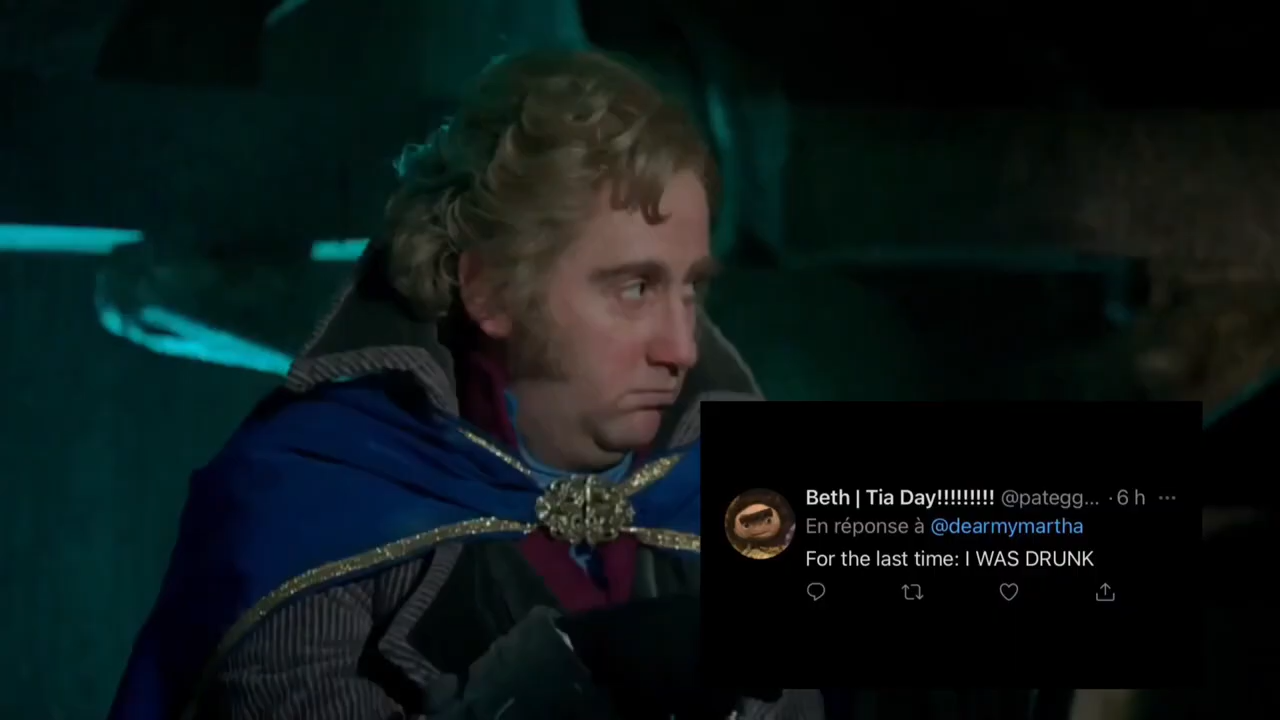 Beth | Tia Day!!!!!!!!! @pategg... · 6 h ···
En réponse à @dearmymartha
For the last time: I WAS DRUNK